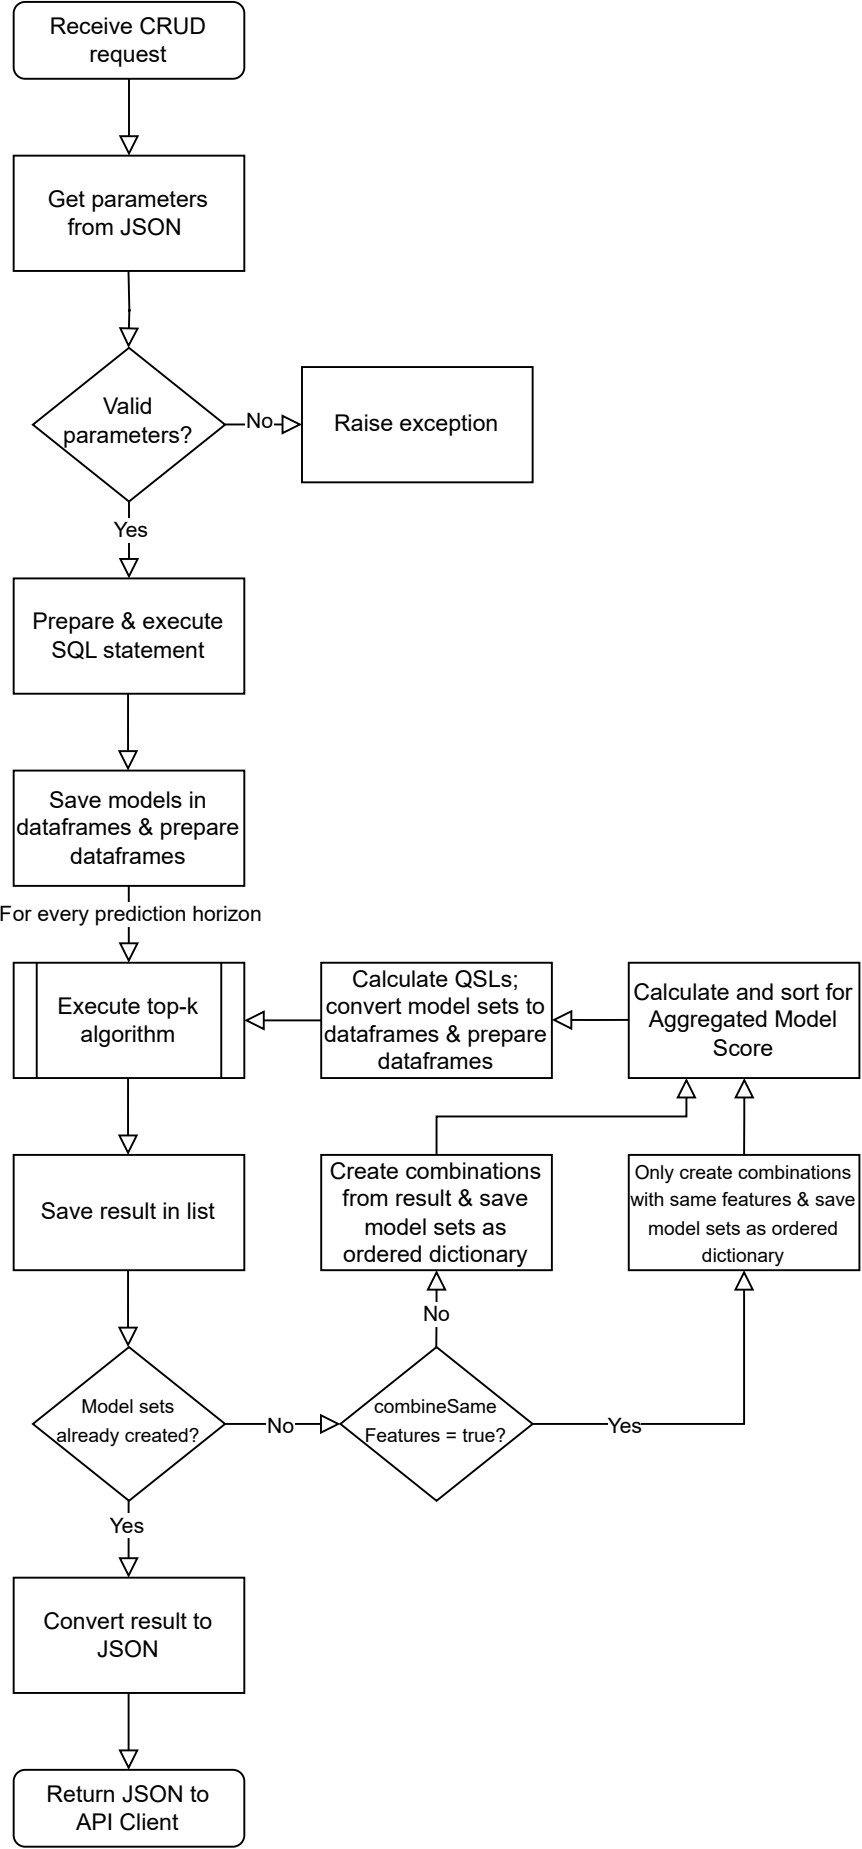 Receive CRUD
request
Get parameters
from JSON
Valid
parameters?
No
Raise exception
Yes
Prepare & execute
SQL statement
Save models in
dataframes & prepare
dataframes
For every prediction horizon
Execute top-k
algorithm
Calculate QSLs;
convert model sets to
dataframes & prepare
dataframes
Calculate and sort for
Aggregated Model
Score
Save result in list
Create combinations
from result & save
model sets as
ordered dictionary
Only create combinations
with same features & save
model sets as ordered
dictionary
No
Model sets
already created?
No
combineSame
Features = true?
Yes
Yes
Convert result to
JSON
Return JSON to
API Client